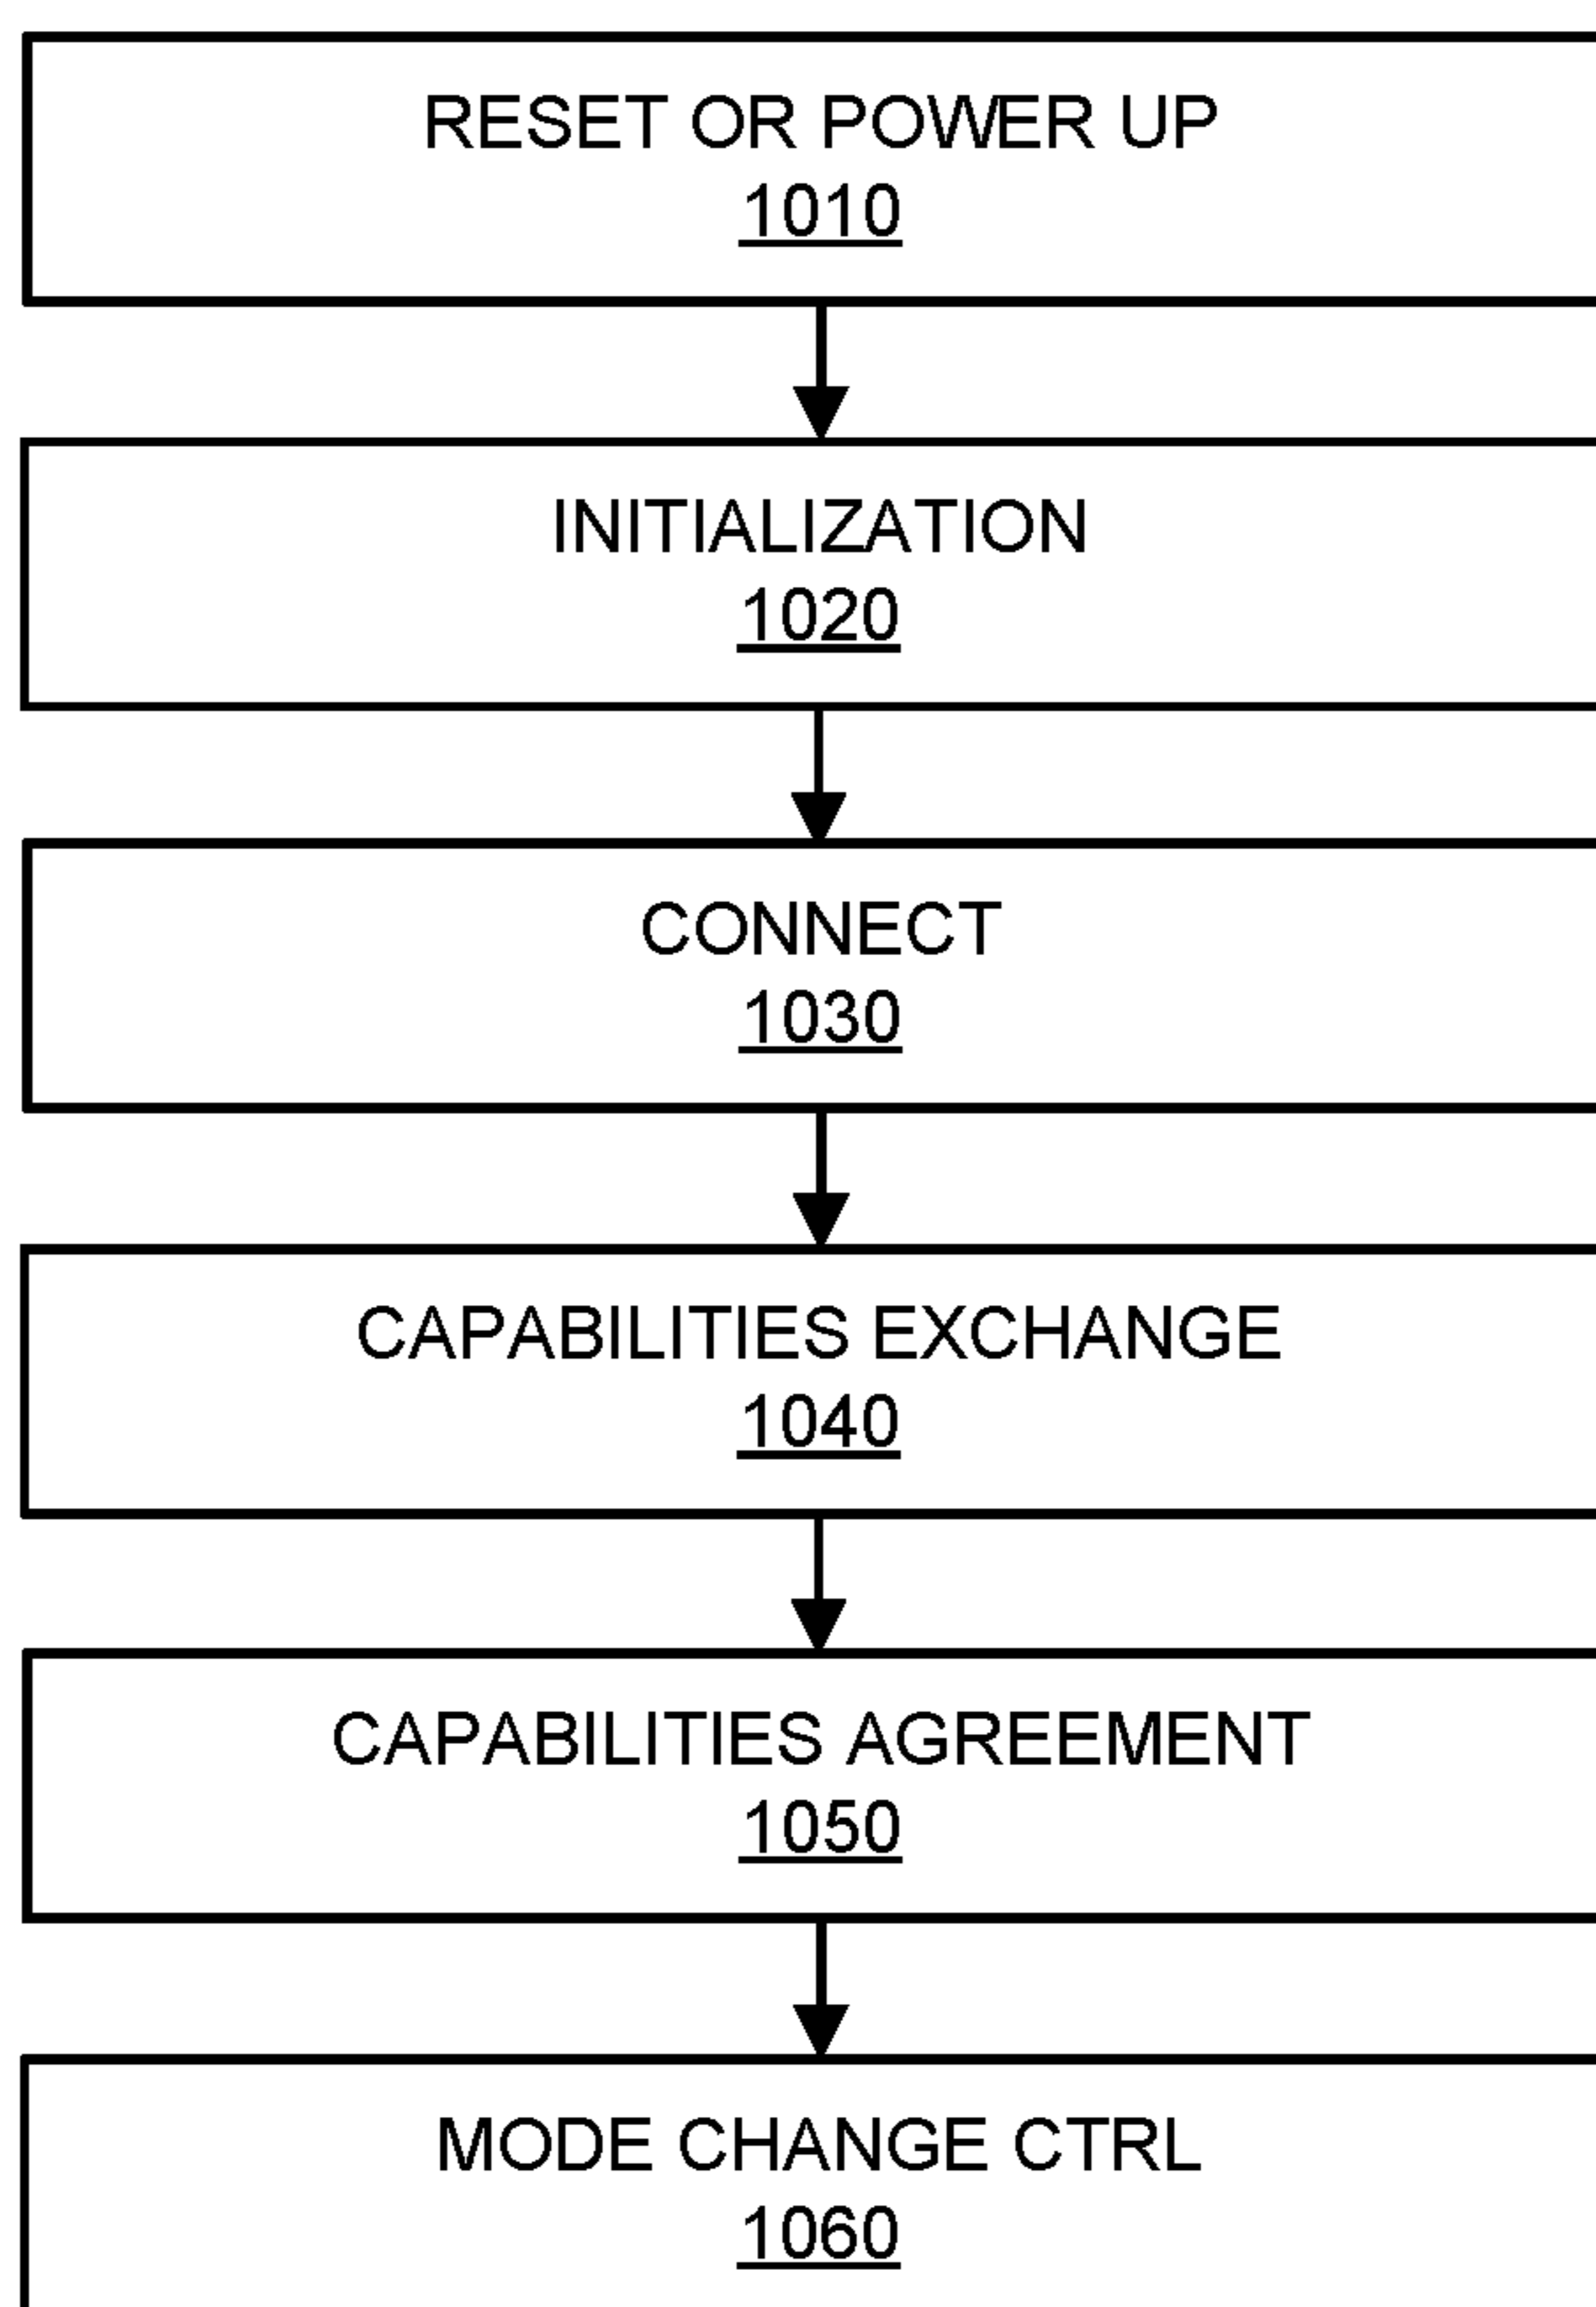 RESET OR POWER UP
1010
INITIALIZATION
1020
CONNECT
1030
CAPABILITIES EXCHANGE
1040
CAPABILITIES AGREEMENT
1050
MODE CHANGE CTRL
1060